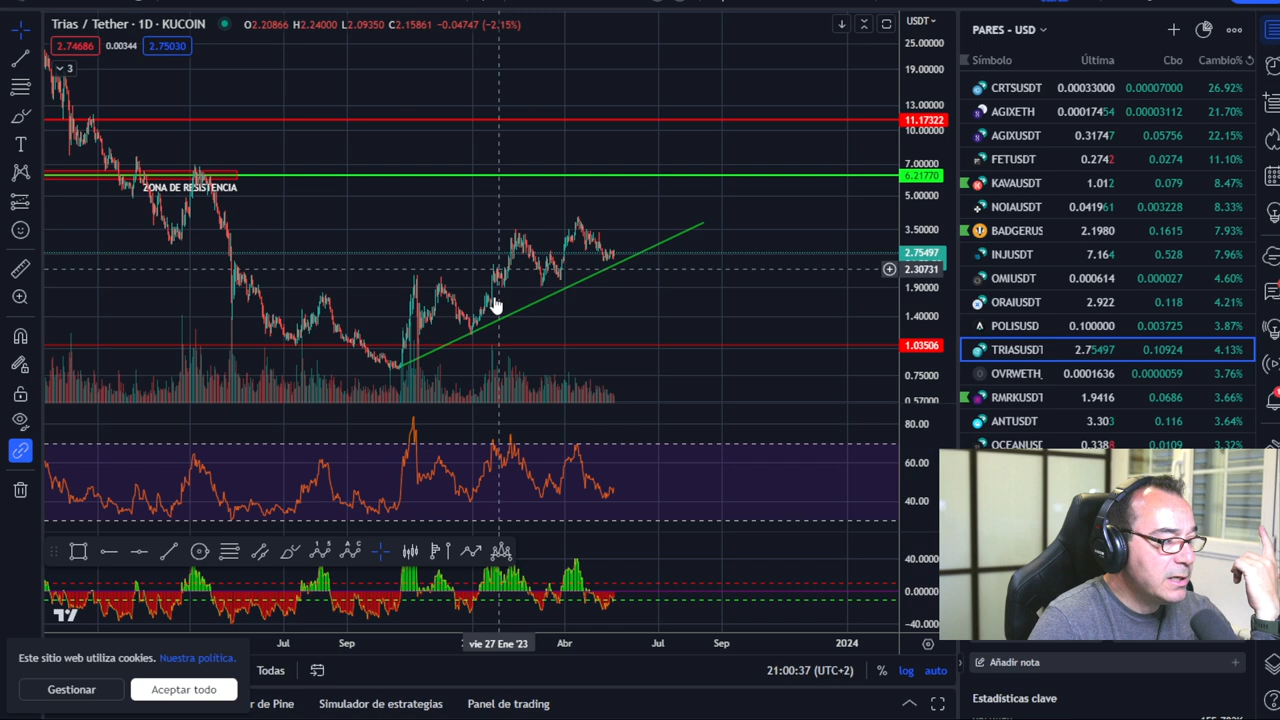 Trias / Tether · 1D · KUCOIN O2.20866 H2.24000 L2.09350 C2.15861 -0.04747 (-2.15%)
2.74686 0.00344 2.75030
3
USDT
25.00000
19.00000
13.00000
11.17322
10.00000
7.00000
6.21770
5.00000
3.50000
2.75497
2.30731
1.90000
1.40000
1.03506
0.75000
0.57000
ZONA DE RESISTENCIA
80.00
60.00
40.00
40.00000
0.00000
-40.0000
Jul Sep vie 27 Ene '23 Abr Jul Sep 2024
Todas 21:00:37 (UTC+2) % log auto
de Pine Simulador de estrategias Panel de trading
Este sitio web utiliza cookies. Nuestra política.
Gestionar Aceptar todo
PARES - USD
Símbolo Última Cbo Cambio%
CRTSUSDT 0.00033000 0.00007000 26.92%
AGIXETH 0.00017454 0.00003112 21.70%
AGIXUSDT 0.31747 0.05756 22.15%
FETUSDT 0.2742 0.0274 11.10%
KAVAUSDT 1.012 0.079 8.47%
NOIAUSDT 0.041961 0.003228 8.33%
BADGERUS 2.1980 0.1615 7.93%
INJUSDT 7.164 0.528 7.96%
OMIUSDT 0.000614 0.000027 4.60%
ORAIUSDT 2.922 0.118 4.21%
POLISUSD 0.100000 0.003725 3.87%
TRIASUSDT 2.75497 0.10924 4.13%
OVRWETH_ 0.0001636 0.0000059 3.76%
RMRKUSDT 1.9416 0.0686 3.66%
ANTUSDT 3.303 0.116 3.64%
OCEANUSD 0.3388 0.0109 3.32%
Añadir nota
Estadísticas clave